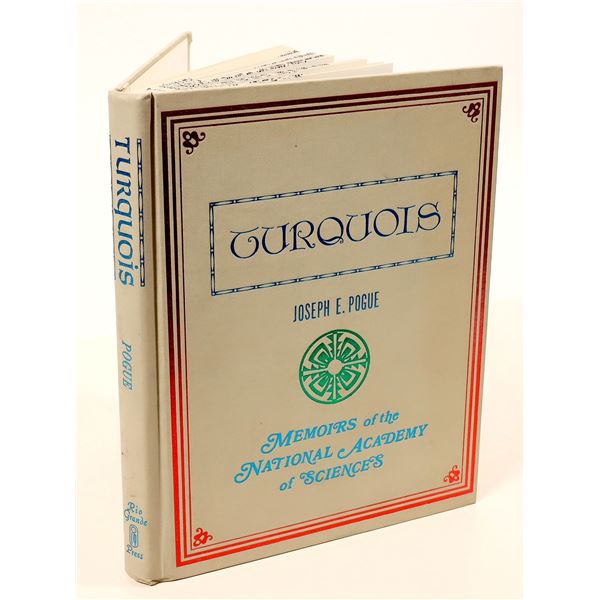 TURQUOIS
POGUE
Rio
Grande
Press
TURQUOIS
JOSEPH E. POGUE
MEMOIRS of the
NATIONAL ACADEMY
of SCIENCES